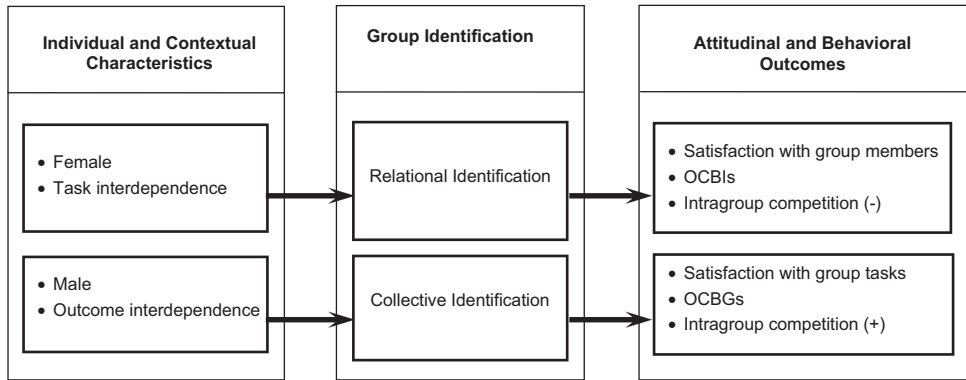 Individual and Contextual
Characteristics
• Female
• Task interdependence
• Male
• Outcome interdependence
Group Identification
Relational Identification
Collective Identification
Attitudinal and Behavioral
Outcomes
• Satisfaction with group members
• OCBIs
• Intragroup competition (-)
• Satisfaction with group tasks
• OCBGs
• Intragroup competition (+)